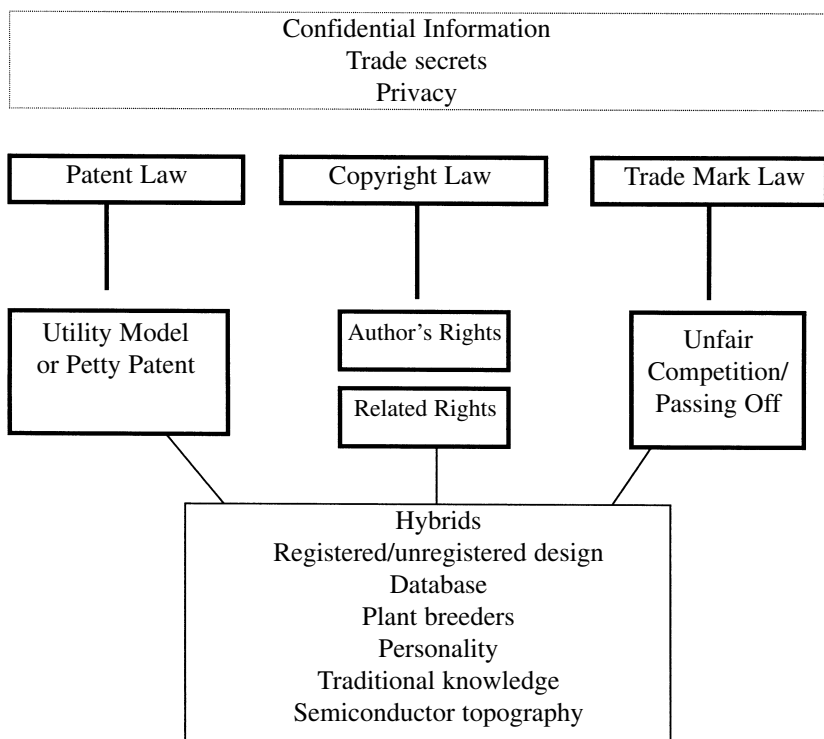 Confidential Information
Trade secrets
Privacy
Patent Law
Copyright Law
Trade Mark Law
Utility Model
or Petty Patent
Author's Rights
Related Rights
Unfair
Competition/
Passing Off
Hybrids
Registered/unregistered design
Database
Plant breeders
Personality
Traditional knowledge
Semiconductor topography